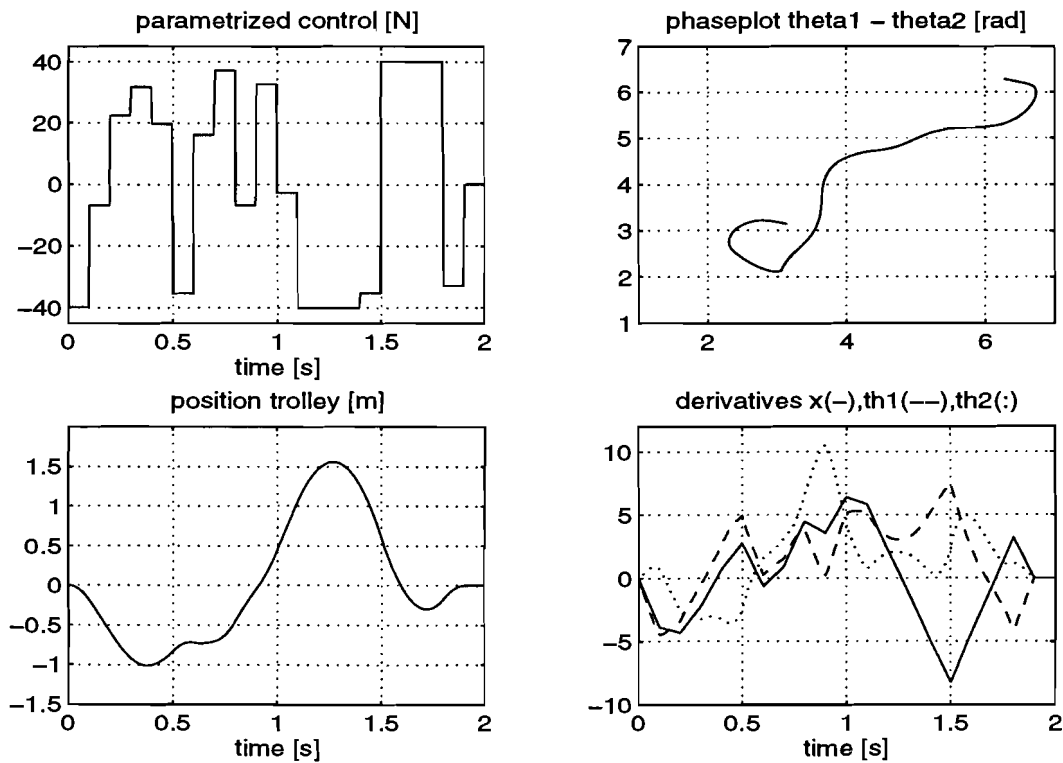 parametrized control [N]
40
20
0
−20
−40
0 0.5 1 1.5 2
time [s]
phaseplot theta1 − theta2 [rad]
7
6
5
4
3
2
1
2 4 6
position trolley [m]
1.5
1
0.5
0
−0.5
−1
−1.5
0 0.5 1 1.5 2
time [s]
derivatives x(−),th1(−−),th2(:)
10
5
0
−5
−10
0 0.5 1 1.5 2
time [s]